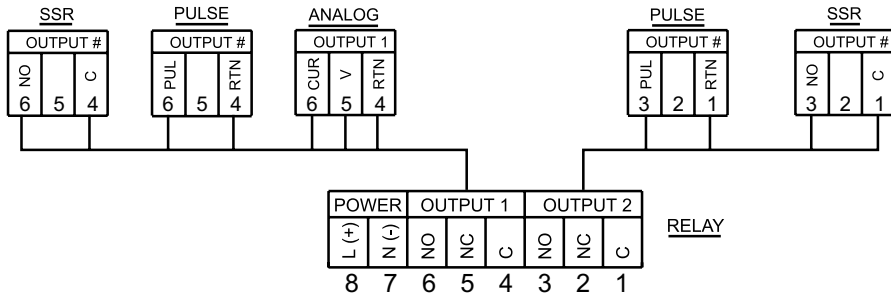 SSR PULSE ANALOG PULSE SSR
OUTPUT # OUTPUT # OUTPUT 1 OUTPUT # OUTPUT #
NO C PUL RTN CUR V RTN PUL RTN NO C
6 5 4 6 5 4 6 5 4 3 2 1 3 2 1
POWER OUTPUT 1 OUTPUT 2
RELAY
L (+) N (-) NO NC C NO NC C
8 7 6 5 4 3 2 1